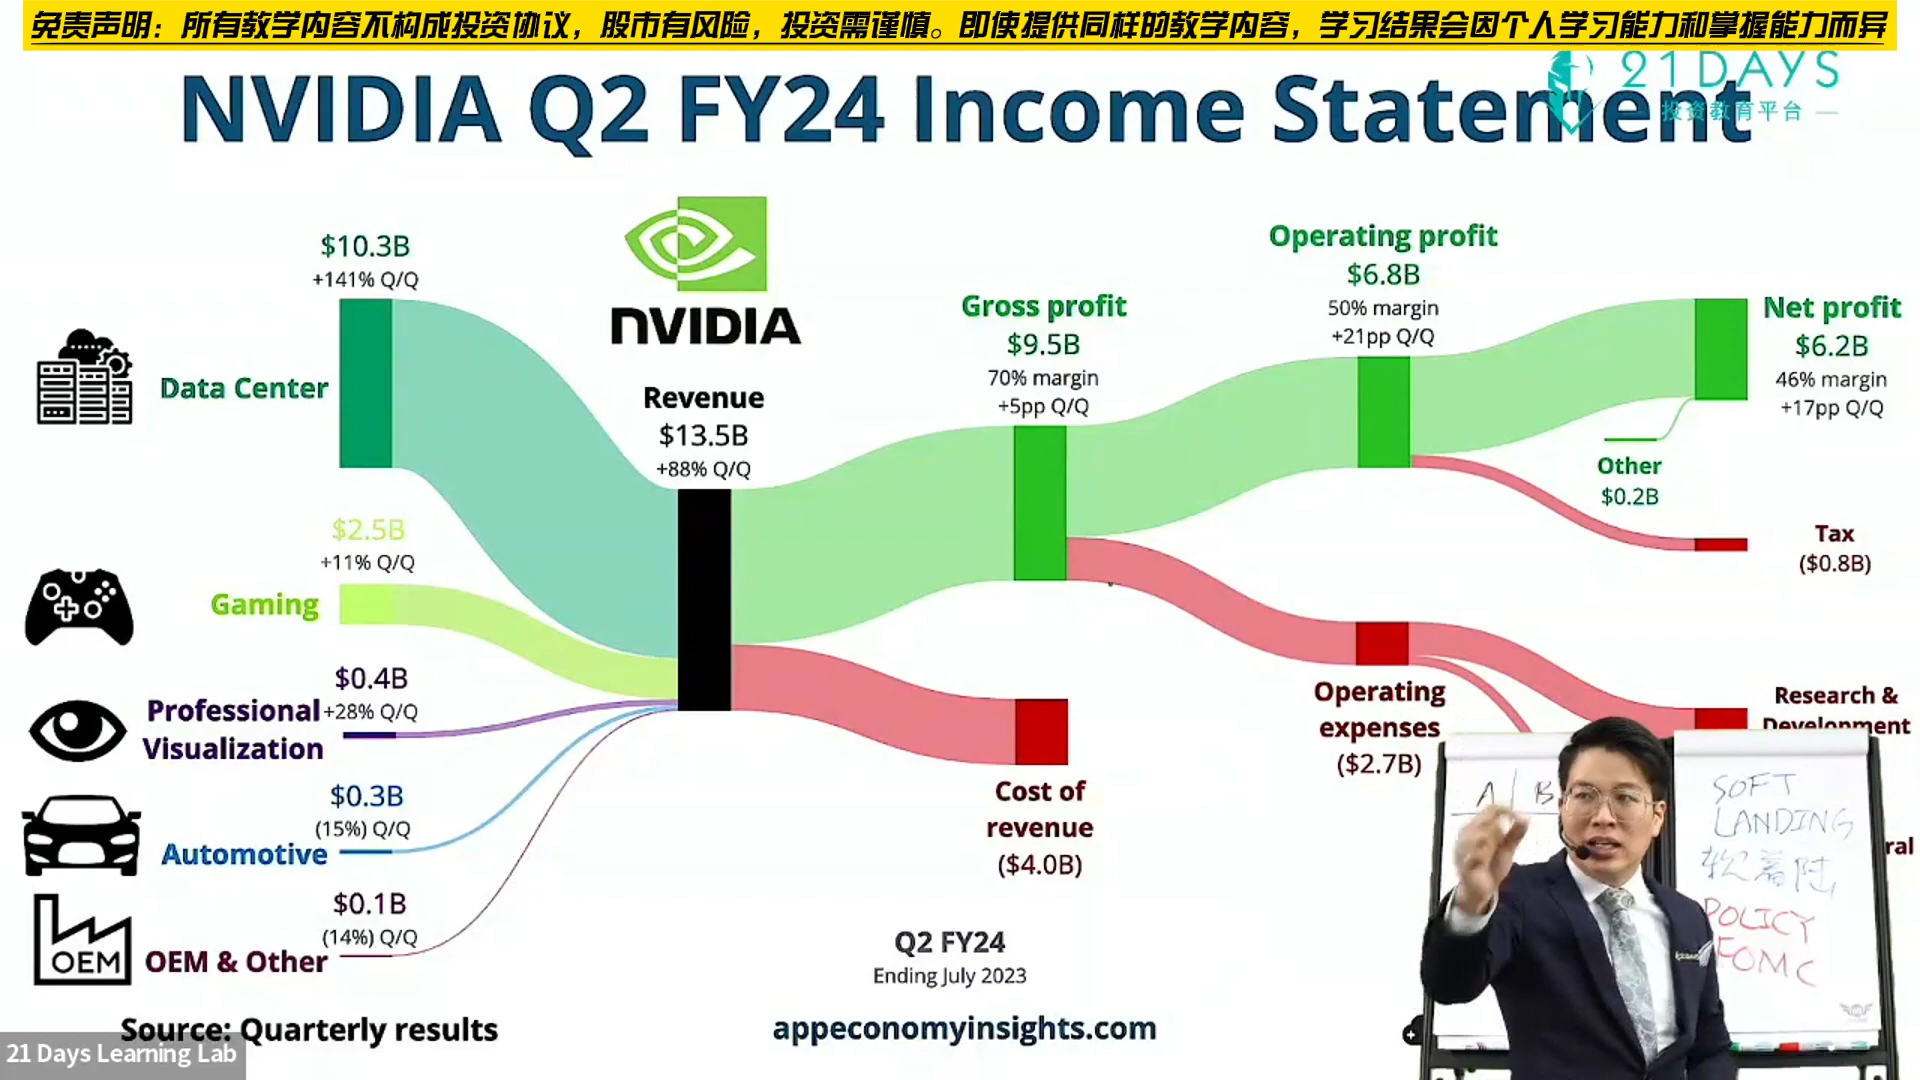 免责声明：所有教学内容不构成投资协议，股市有风险，投资需谨慎。即使提供同样的教学内容，学习结果会因个人学习能力和掌握能力而异
NVIDIA Q2 FY24 Income Statement
21DAYS
投资教育平台
$10.3B
+141% Q/Q
Data Center
$2.5B
+11% Q/Q
Gaming
$0.4B
+28% Q/Q
Professional
Visualization
$0.3B
(15%) Q/Q
Automotive
$0.1B
(14%) Q/Q
OEM
OEM & Other
NVIDIA
Revenue
$13.5B
+88% Q/Q
Gross profit
$9.5B
70% margin
+5pp Q/Q
Cost of
revenue
($4.0B)
Operating profit
$6.8B
50% margin
+21pp Q/Q
Net profit
$6.2B
46% margin
+17pp Q/Q
Other
$0.2B
Tax
($0.8B)
Operating
expenses
($2.7B)
Research &
Development
ral
A B
SOFT
LANDING
软着陆
POLICY
FOMC
Q2 FY24
Ending July 2023
Source: Quarterly results
appeconomyinsights.com
21 Days Learning Lab